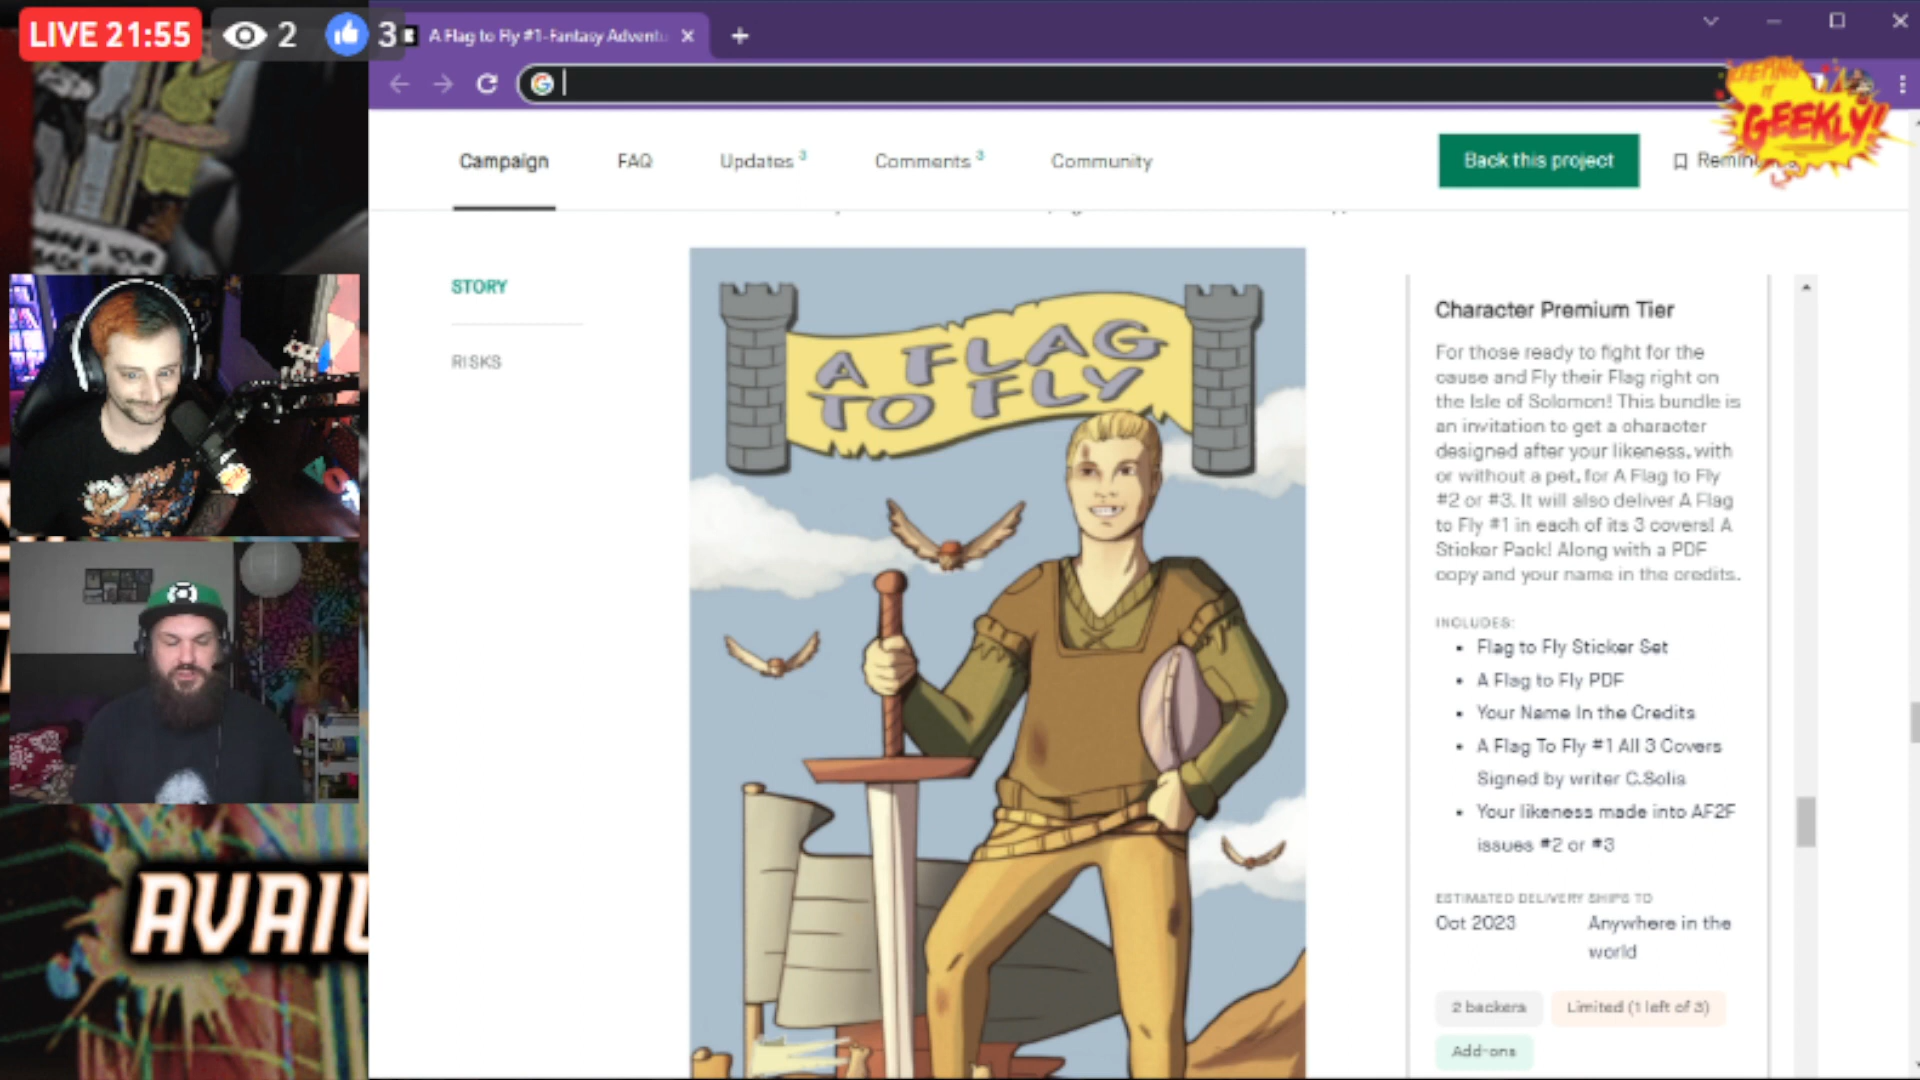 LIVE 21:55
2
3
A Flag to Fly #1-Fantasy Advent
Campaign
FAQ
Updates 3
Comments 3
Community
Back this project
Remin
KEEPING
IT
GEEKLY!
STORY
RISKS
A FLAG
TO FLY
Character Premium Tier
For those ready to fight for the
cause and Fly their Flag right on
the Isle of Solomon! This bundle is
an invitation to get a character
designed after your likeness, with
or without a pet, for A Flag to Fly
#2 or #3. It will also deliver A Flag
to Fly #1 in each of its 3 covers! A
Sticker Pack! Along with a PDF
copy and your name in the credits.
INCLUDES:
Flag to Fly Sticker Set
A Flag to Fly PDF
Your Name In the Credits
A Flag To Fly #1 All 3 Covers
Signed by writer C.Solis
Your likeness made into AF2F
issues #2 or #3
ESTIMATED DELIVERY SHIPS TO
Oct 2023
Anywhere in the
world
2 backers
Limited (1 left of 3)
Add-ons
AVAIL